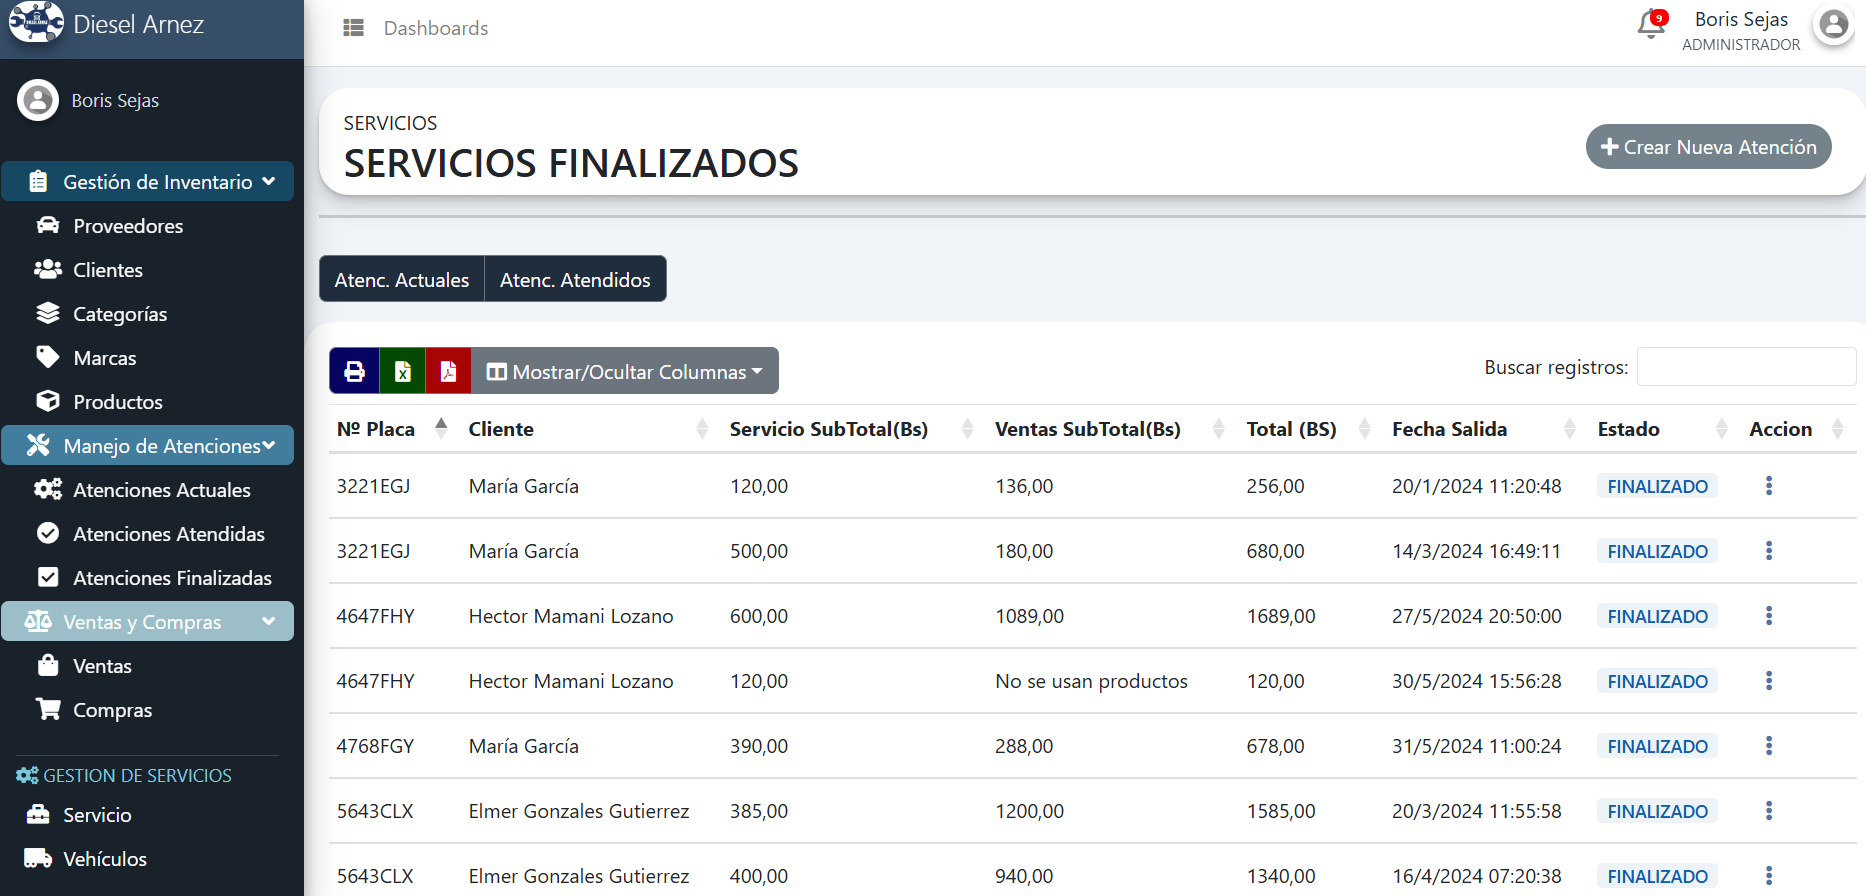 Diesel Arnez
Dashboards
9
Boris Sejas
ADMINISTRADOR
Boris Sejas
Gestión de Inventario
Proveedores
Clientes
Categorías
Marcas
Productos
Manejo de Atenciones
Atenciones Actuales
Atenciones Atendidas
Atenciones Finalizadas
Ventas y Compras
Ventas
Compras
GESTION DE SERVICIOS
Servicio
Vehículos
SERVICIOS
SERVICIOS FINALIZADOS
Crear Nueva Atención
Atenc. Actuales Atenc. Atendidos
Mostrar/Ocultar Columnas
Buscar registros:
Nº Placa Cliente Servicio SubTotal(Bs) Ventas SubTotal(Bs) Total (BS) Fecha Salida Estado Accion
3221EGJ María García 120,00 136,00 256,00 20/1/2024 11:20:48 FINALIZADO
3221EGJ María García 500,00 180,00 680,00 14/3/2024 16:49:11 FINALIZADO
4647FHY Hector Mamani Lozano 600,00 1089,00 1689,00 27/5/2024 20:50:00 FINALIZADO
4647FHY Hector Mamani Lozano 120,00 No se usan productos 120,00 30/5/2024 15:56:28 FINALIZADO
4768FGY María García 390,00 288,00 678,00 31/5/2024 11:00:24 FINALIZADO
5643CLX Elmer Gonzales Gutierrez 385,00 1200,00 1585,00 20/3/2024 11:55:58 FINALIZADO
5643CLX Elmer Gonzales Gutierrez 400,00 940,00 1340,00 16/4/2024 07:20:38 FINALIZADO